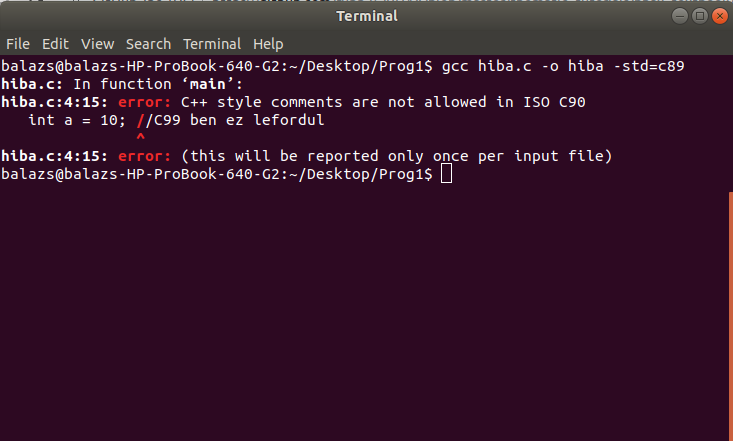 Terminal
File Edit View Search Terminal Help
balazs@balazs-HP-ProBook-640-G2:~/Desktop/Prog1$ gcc hiba.c -o hiba -std=c89
hiba.c: In function ‘main’:
hiba.c:4:15: error: C++ style comments are not allowed in ISO C90
   int a = 10; //C99 ben ez lefordul
               ^
hiba.c:4:15: error: (this will be reported only once per input file)
balazs@balazs-HP-ProBook-640-G2:~/Desktop/Prog1$